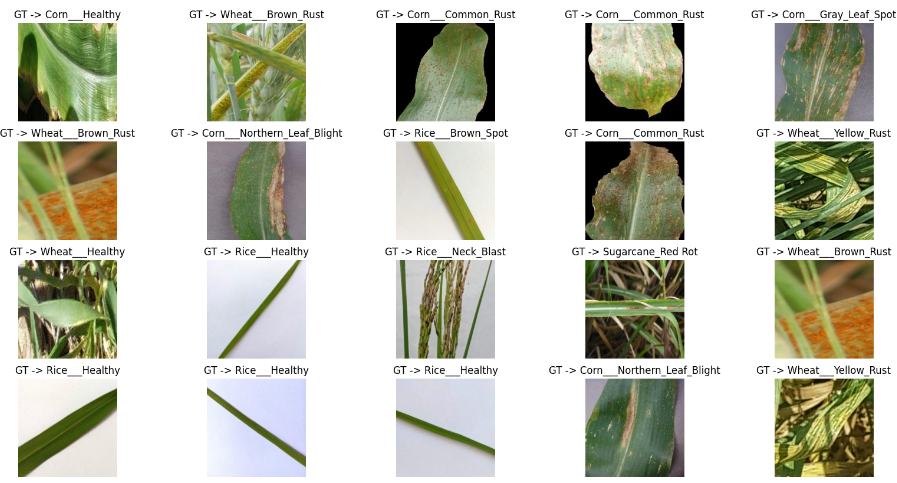 GT -> Corn___Healthy
GT -> Wheat___Brown_Rust
GT -> Corn___Common_Rust
GT -> Corn___Common_Rust
GT -> Corn___Gray_Leaf_Spot
GT -> Wheat___Brown_Rust
GT -> Corn___Northern_Leaf_Blight
GT -> Rice___Brown_Spot
GT -> Corn___Common_Rust
GT -> Wheat___Yellow_Rust
GT -> Wheat___Healthy
GT -> Rice___Healthy
GT -> Rice___Neck_Blast
GT -> Sugarcane_Red Rot
GT -> Wheat___Brown_Rust
GT -> Rice___Healthy
GT -> Rice___Healthy
GT -> Rice___Healthy
GT -> Corn___Northern_Leaf_Blight
GT -> Wheat___Yellow_Rust